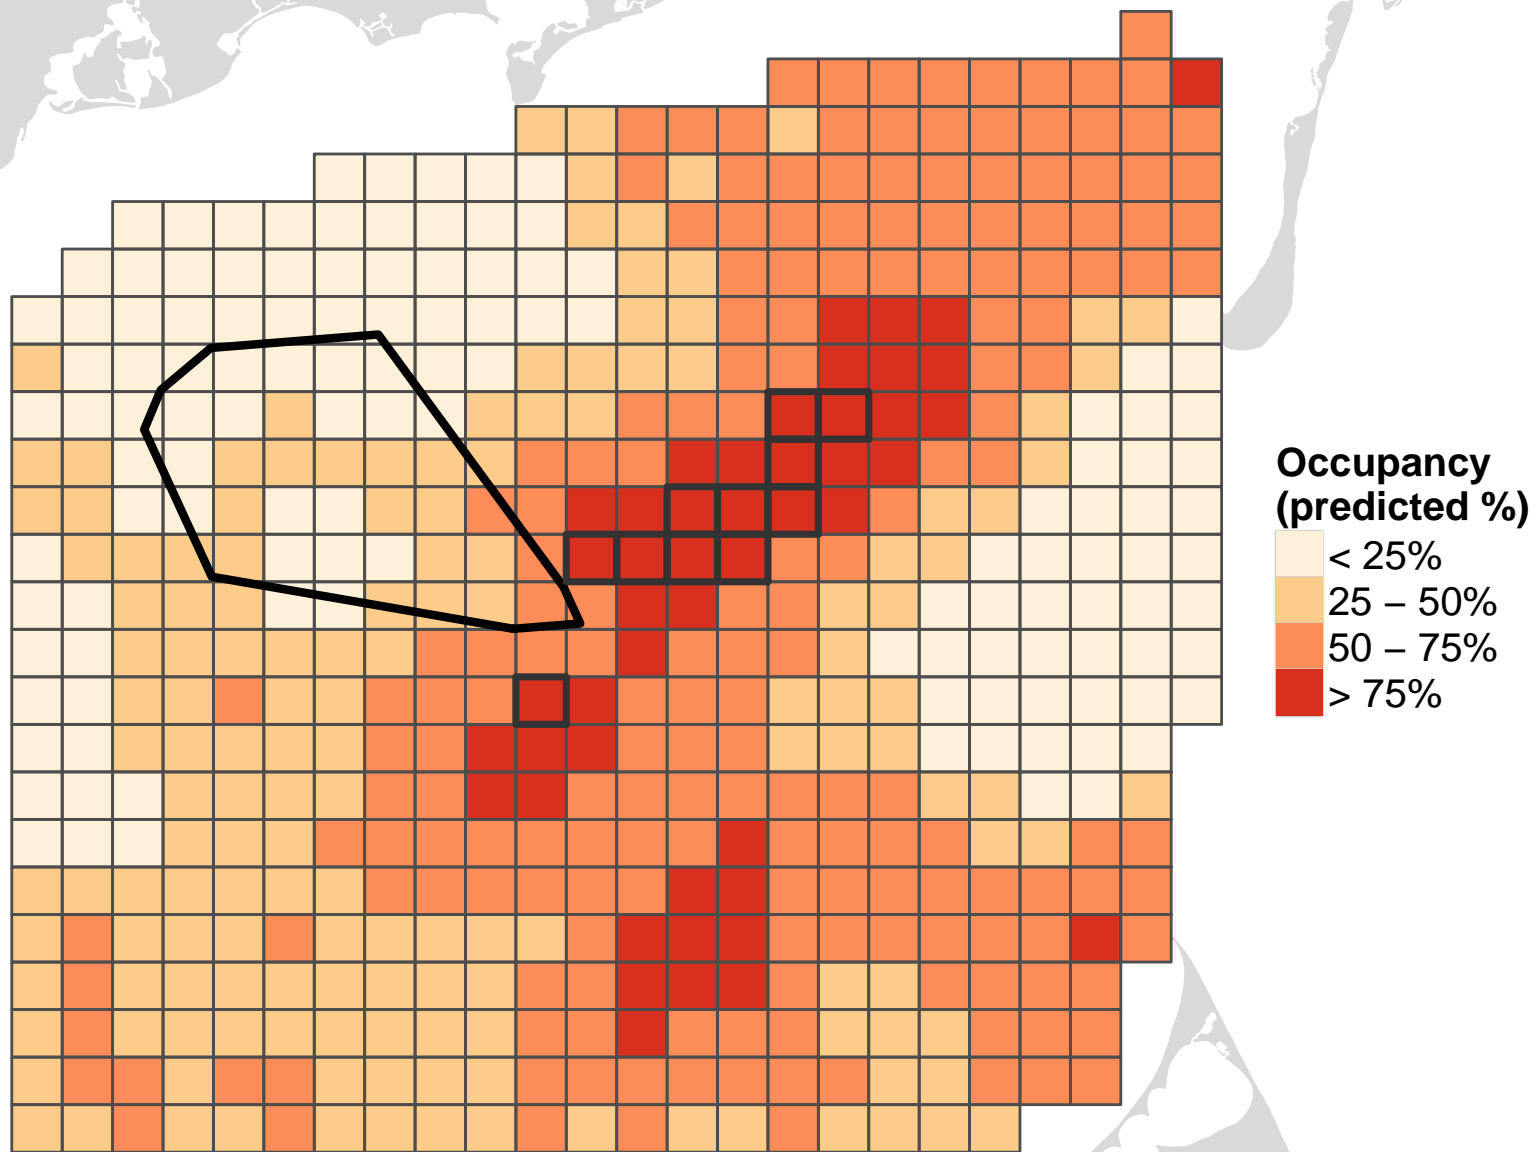 Occupancy
(predicted %)
< 25%
25 – 50%
50 – 75%
> 75%